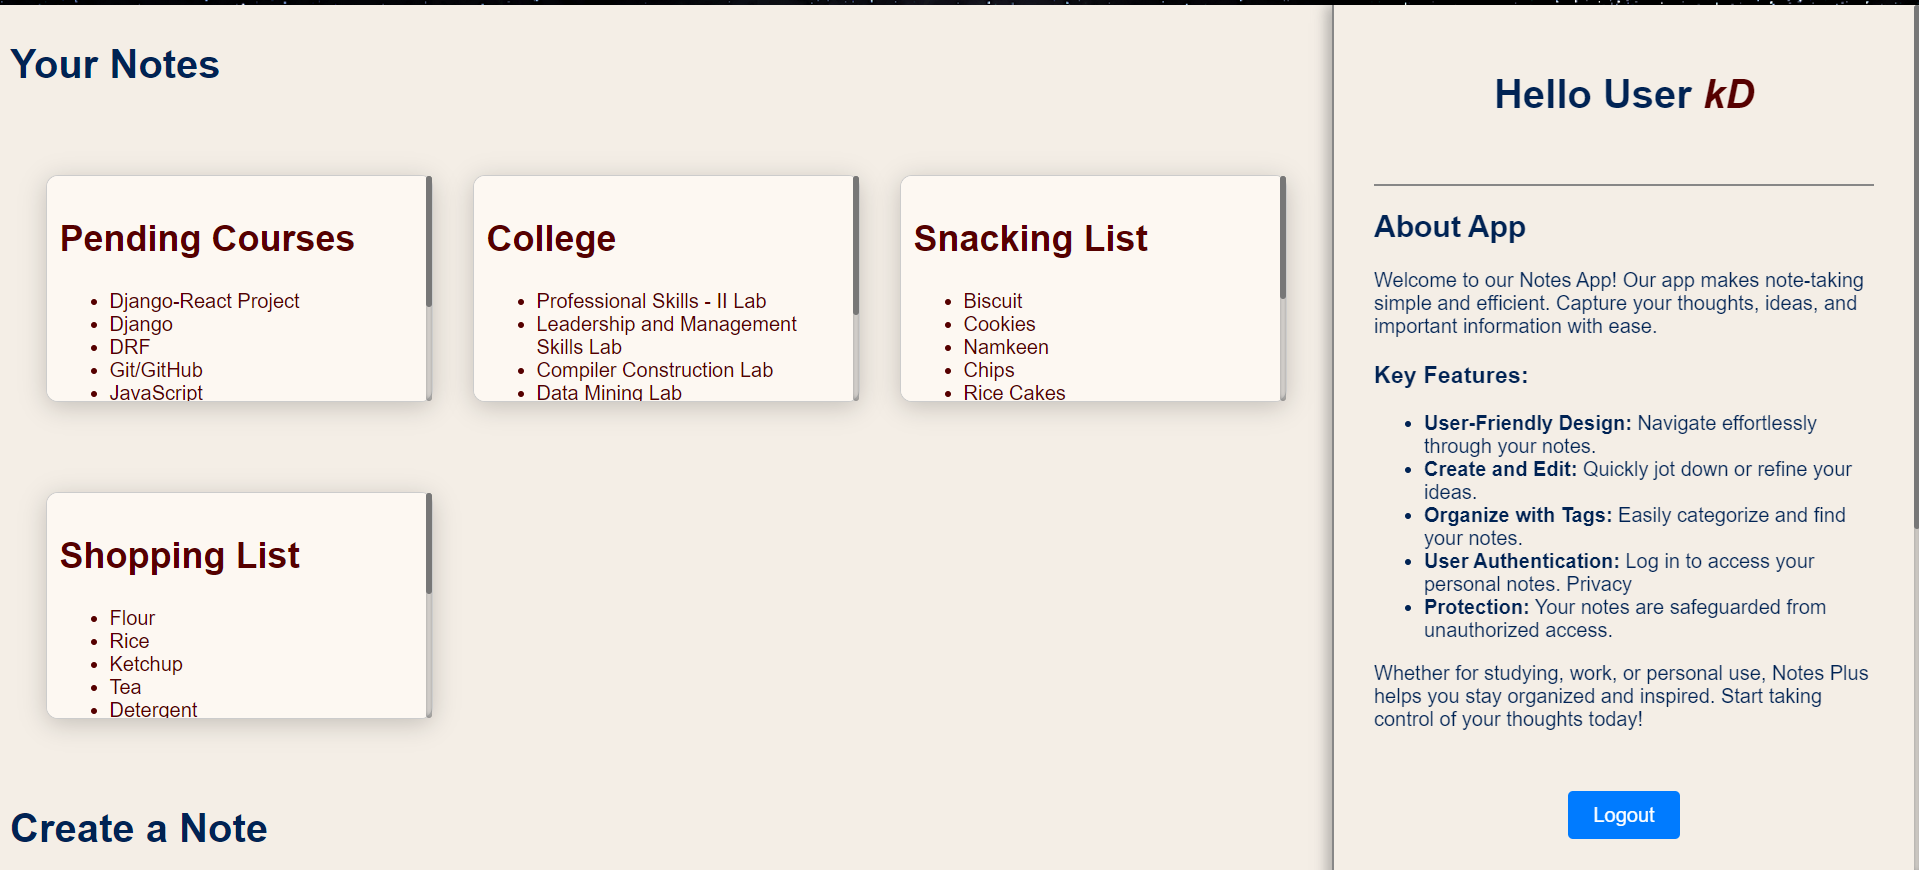 Your Notes
Pending Courses
Django-React Project
Django
DRF
Git/GitHub
JavaScript
College
Professional Skills - II Lab
Leadership and Management
Skills Lab
Compiler Construction Lab
Data Mining Lab
Snacking List
Biscuit
Cookies
Namkeen
Chips
Rice Cakes
Shopping List
Flour
Rice
Ketchup
Tea
Detergent
Create a Note
Hello User kD
About App
Welcome to our Notes App! Our app makes note-taking
simple and efficient. Capture your thoughts, ideas, and
important information with ease.
Key Features:
User-Friendly Design: Navigate effortlessly
through your notes.
Create and Edit: Quickly jot down or refine your
ideas.
Organize with Tags: Easily categorize and find
your notes.
User Authentication: Log in to access your
personal notes. Privacy
Protection: Your notes are safeguarded from
unauthorized access.
Whether for studying, work, or personal use, Notes Plus
helps you stay organized and inspired. Start taking
control of your thoughts today!
Logout